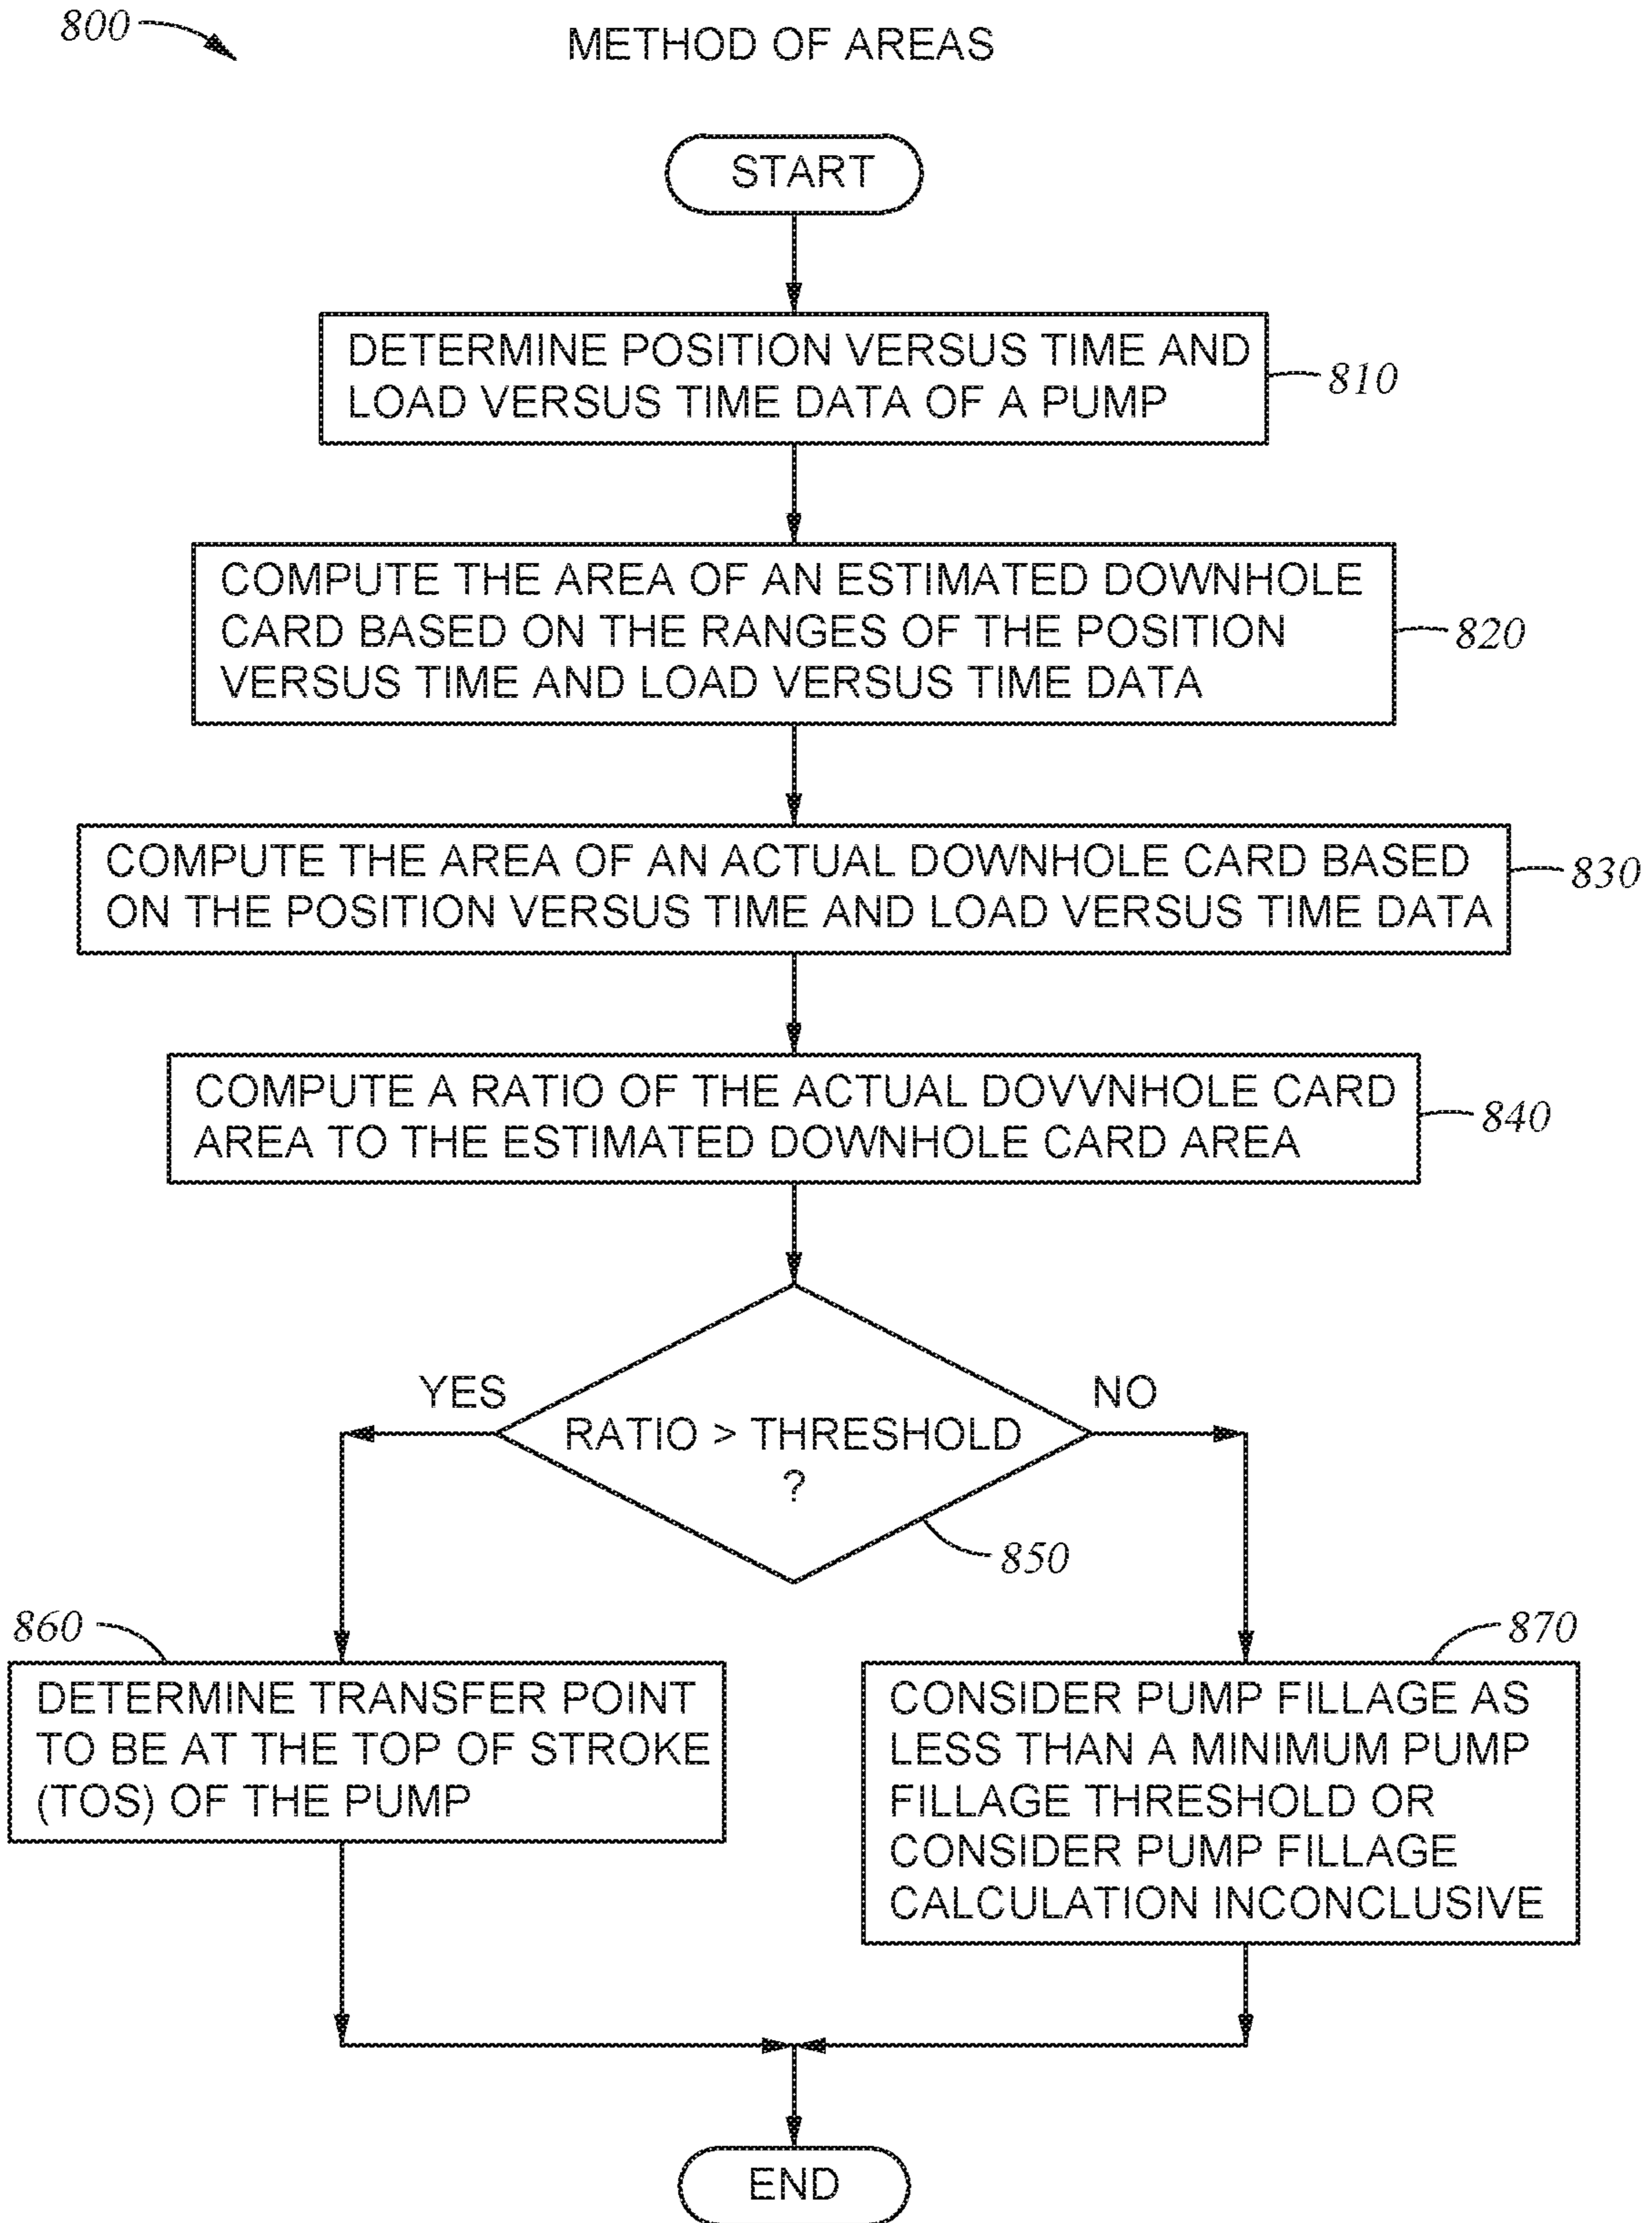 800
METHOD OF AREAS
START
DETERMINE POSITION VERSUS TIME AND
LOAD VERSUS TIME DATA OF A PUMP
810
COMPUTE THE AREA OF AN ESTIMATED DOWNHOLE
CARD BASED ON THE RANGES OF THE POSITION
VERSUS TIME AND LOAD VERSUS TIME DATA
820
COMPUTE THE AREA OF AN ACTUAL DOWNHOLE CARD BASED
ON THE POSITION VERSUS TIME AND LOAD VERSUS TIME DATA
830
COMPUTE A RATIO OF THE ACTUAL DOVVNHOLE CARD
AREA TO THE ESTIMATED DOWNHOLE CARD AREA
840
YES
NO
RATIO > THRESHOLD
?
850
860
DETERMINE TRANSFER POINT
TO BE AT THE TOP OF STROKE
(TOS) OF THE PUMP
870
CONSIDER PUMP FILLAGE AS
LESS THAN A MINIMUM PUMP
FILLAGE THRESHOLD OR
CONSIDER PUMP FILLAGE
CALCULATION INCONCLUSIVE
END